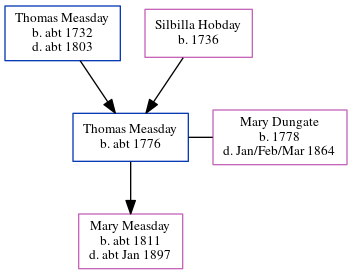 Thomas Measday
b. abt 1732
d. abt 1803
Silbilla Hobday
b. 1736
Thomas Measday
b. abt 1776
Mary Dungate
b. 1778
d. Jan/Feb/Mar 1864
Mary Measday
b. abt 1811
d. abt Jan 1897